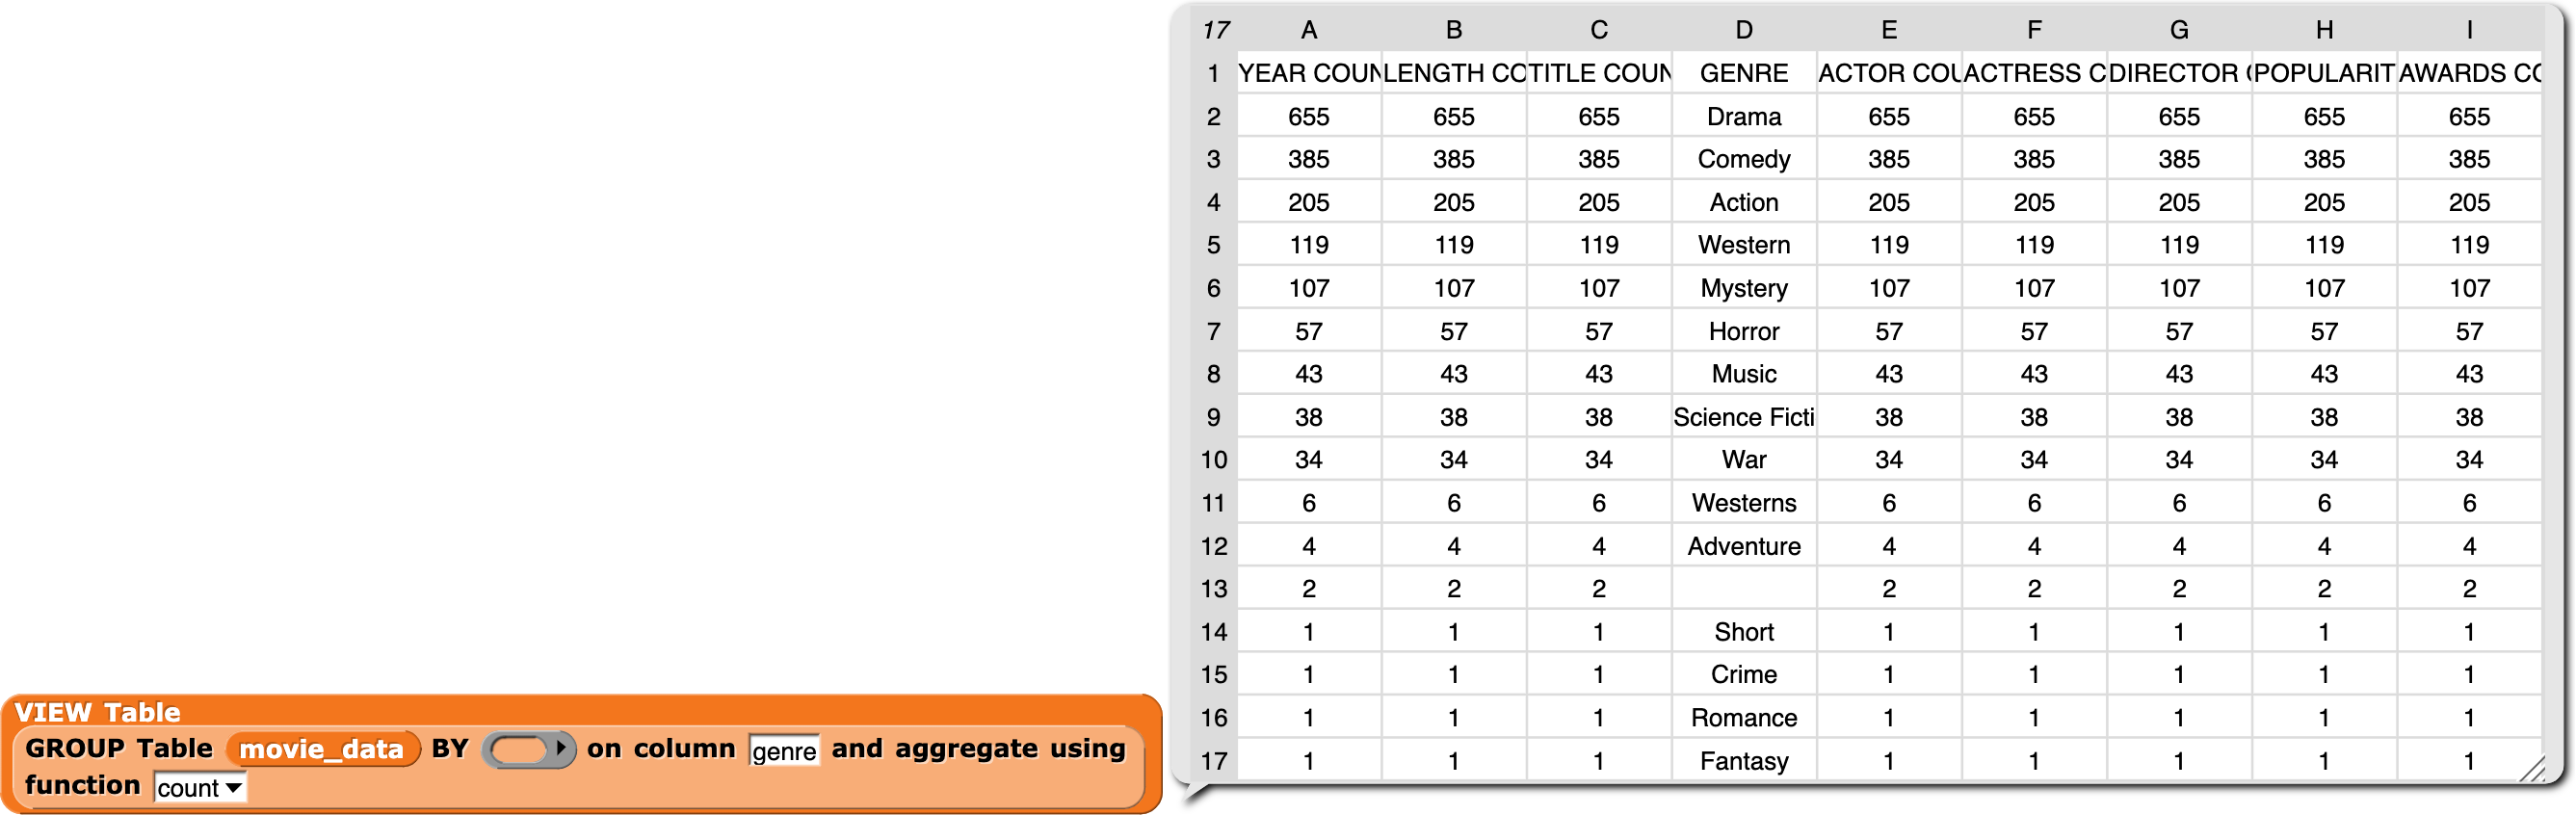 VIEW Table
GROUP Table movie_data BY on column genre and aggregate using
function count
17 A B C D E F G H I
1 YEAR COUN LENGTH CO TITLE COUN GENRE ACTOR COU ACTRESS C DIRECTOR POPULARIT AWARDS CO
2 655 655 655 Drama 655 655 655 655 655
3 385 385 385 Comedy 385 385 385 385 385
4 205 205 205 Action 205 205 205 205 205
5 119 119 119 Western 119 119 119 119 119
6 107 107 107 Mystery 107 107 107 107 107
7 57 57 57 Horror 57 57 57 57 57
8 43 43 43 Music 43 43 43 43 43
9 38 38 38 Science Ficti 38 38 38 38 38
10 34 34 34 War 34 34 34 34 34
11 6 6 6 Westerns 6 6 6 6 6
12 4 4 4 Adventure 4 4 4 4 4
13 2 2 2 2 2 2 2 2
14 1 1 1 Short 1 1 1 1 1
15 1 1 1 Crime 1 1 1 1 1
16 1 1 1 Romance 1 1 1 1 1
17 1 1 1 Fantasy 1 1 1 1 1